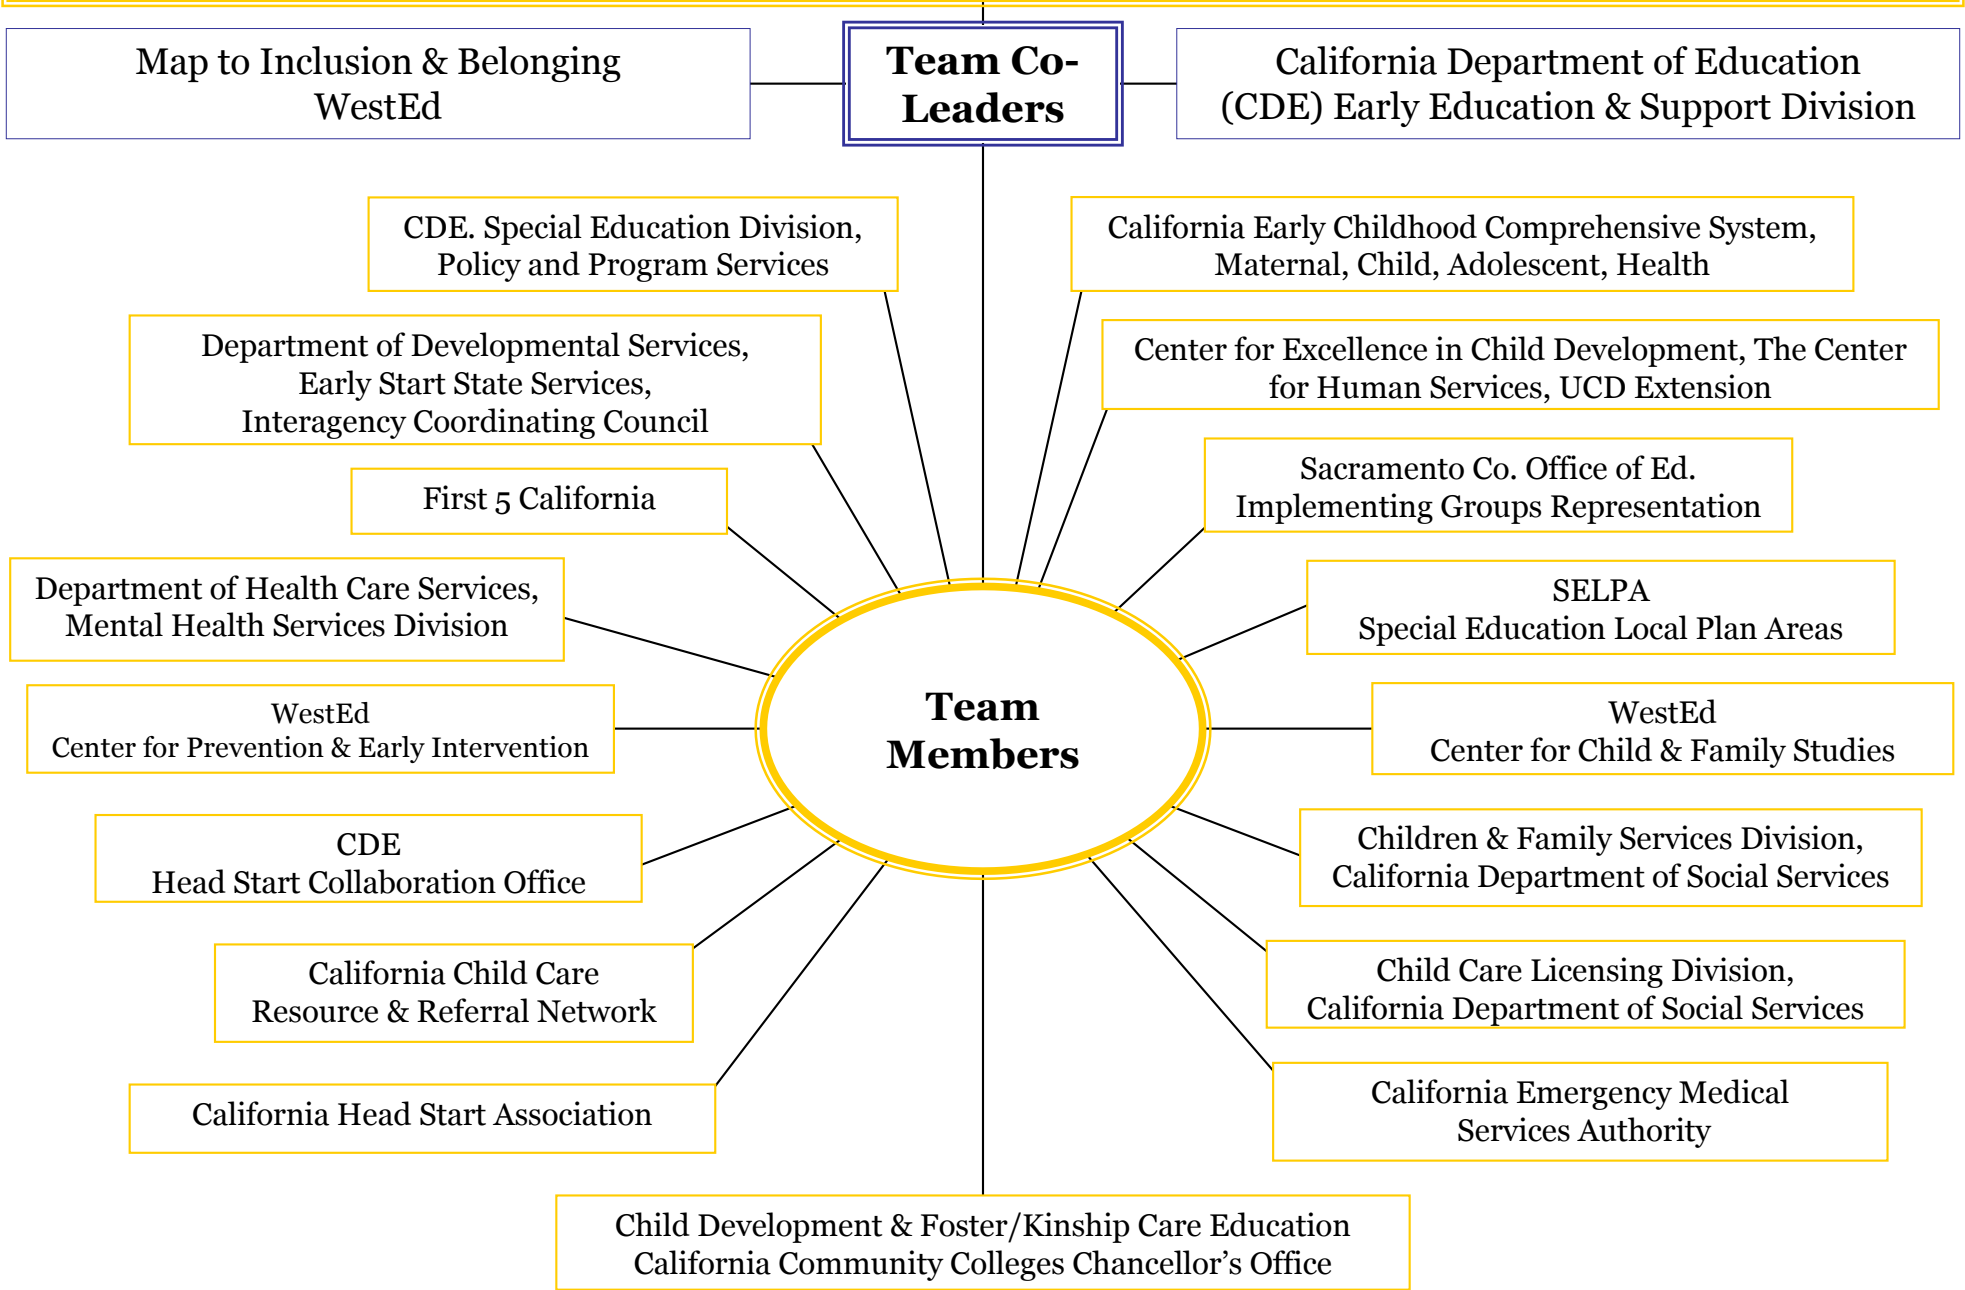 Map to Inclusion & Belonging
WestEd
Team Co-
Leaders
California Department of Education
(CDE) Early Education & Support Division
CDE. Special Education Division,
Policy and Program Services
California Early Childhood Comprehensive System,
Maternal, Child, Adolescent, Health
Department of Developmental Services,
Early Start State Services,
Interagency Coordinating Council
Center for Excellence in Child Development, The Center
for Human Services, UCD Extension
First 5 California
Sacramento Co. Office of Ed.
Implementing Groups Representation
Department of Health Care Services,
Mental Health Services Division
SELPA
Special Education Local Plan Areas
Team
Members
WestEd
Center for Prevention & Early Intervention
WestEd
Center for Child & Family Studies
CDE
Head Start Collaboration Office
Children & Family Services Division,
California Department of Social Services
California Child Care
Resource & Referral Network
Child Care Licensing Division,
California Department of Social Services
California Head Start Association
California Emergency Medical
Services Authority
Child Development & Foster/Kinship Care Education
California Community Colleges Chancellor’s Office